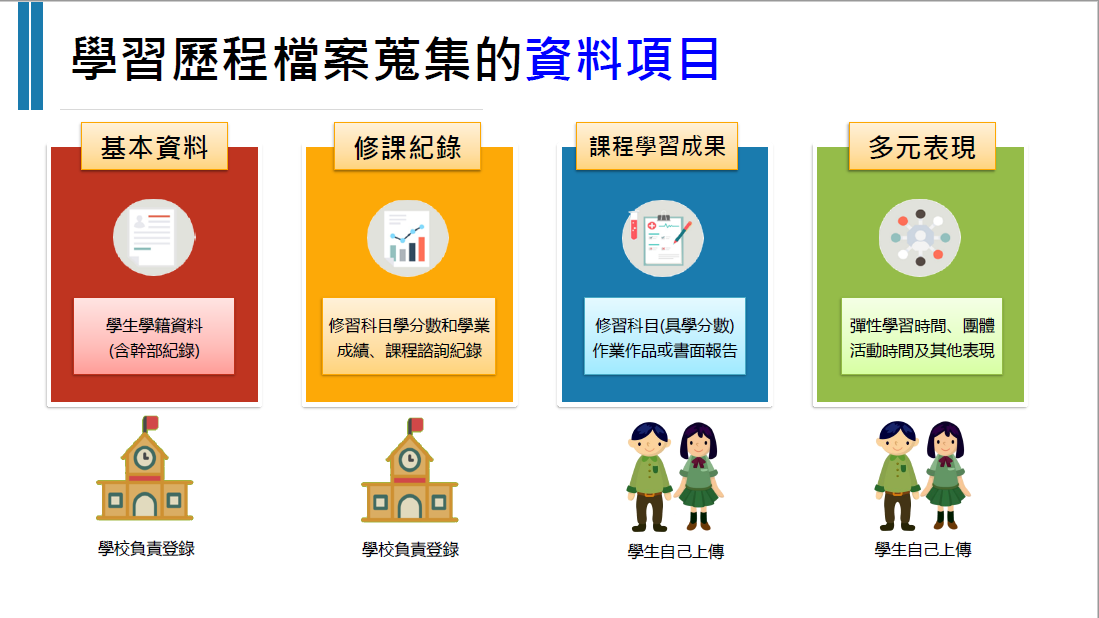 學習歷程檔案蒐集的資料項目
基本資料
學生學籍資料
(含幹部紀錄)
學校負責登錄
修課紀錄
修習科目學分數和學業
成績、課程諮詢紀錄
學校負責登錄
課程學習成果
修習科目(具學分數)
作業作品或書面報告
學生自己上傳
多元表現
彈性學習時間、團體
活動時間及其他表現
學生自己上傳